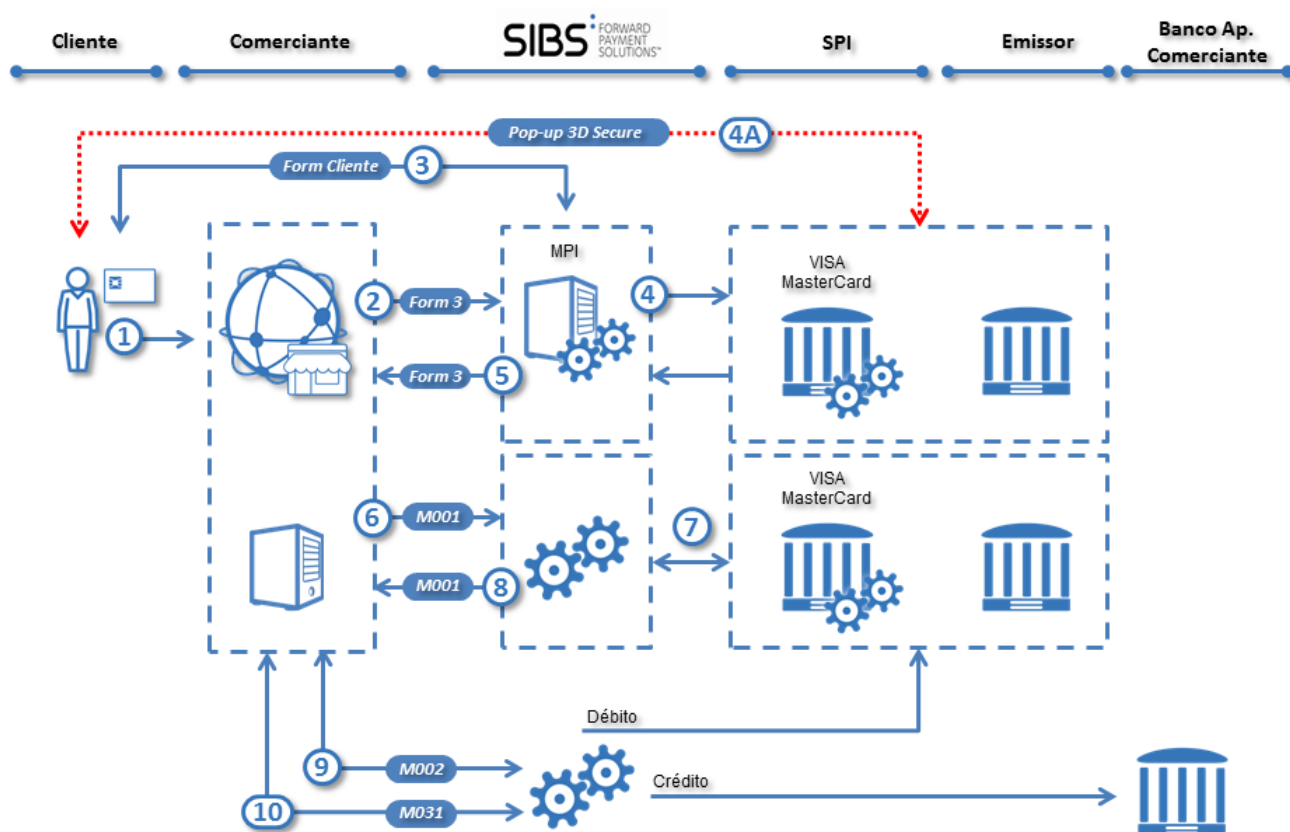 Cliente
Comerciante
SIBS FORWARD
PAYMENT
SOLUTIONS™
SPI
Emissor
Banco Ap.
Comerciante
Pop-up 3D Secure
4A
Form Cliente
3
MPI
VISA
MasterCard
1
2
Form 3
4
Form 3
5
VISA
MasterCard
6
M001
7
M001
8
Débito
9
M002
Crédito
10
M031